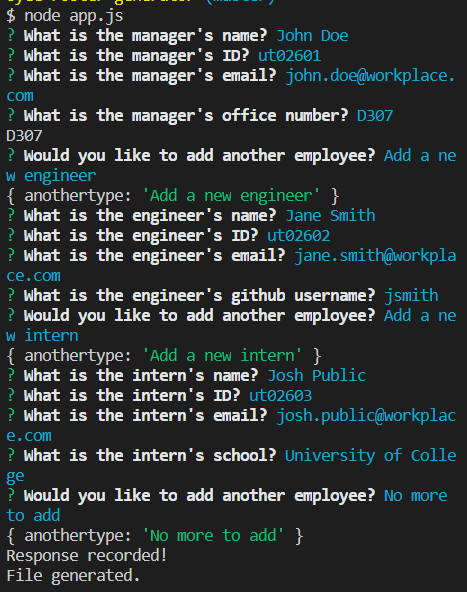 $ node app.js
? What is the manager's name? John Doe
? What is the manager's ID? ut02601
? What is the manager's email? john.doe@workplace.
com
? What is the manager's office number? D307
D307
? Would you like to add another employee? Add a ne
w engineer
{ anothertype: 'Add a new engineer' }
? What is the engineer's name? Jane Smith
? What is the engineer's ID? ut02602
? What is the engineer's email? jane.smith@workpla
ce.com
? What is the engineer's github username? jsmith
? Would you like to add another employee? Add a ne
w intern
{ anothertype: 'Add a new intern' }
? What is the intern's name? Josh Public
? What is the intern's ID? ut02603
? What is the intern's email? josh.public@workplac
e.com
? What is the intern's school? University of Colle
ge
? Would you like to add another employee? No more
to add
{ anothertype: 'No more to add' }
Response recorded!
File generated.